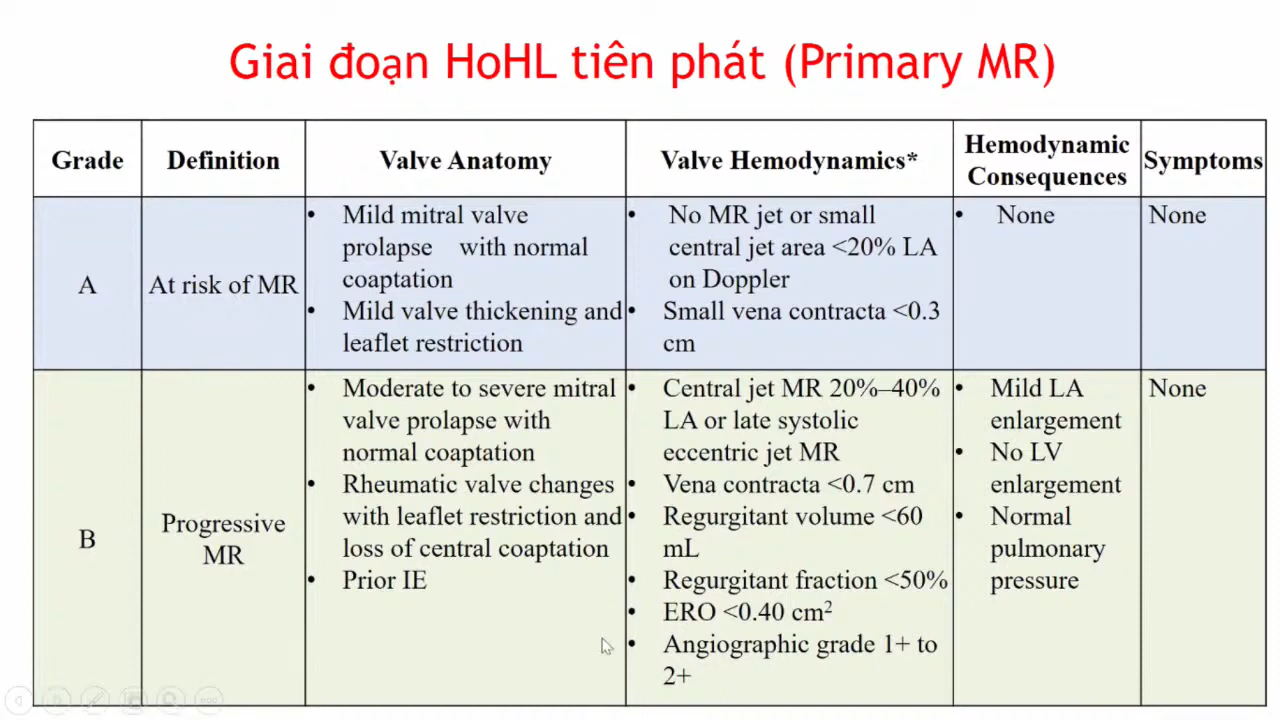 Giai đoạn HoHL tiên phát (Primary MR)
Grade
Definition
Valve Anatomy
Valve Hemodynamics*
Hemodynamic
Consequences
Symptoms
A
At risk of MR
• Mild mitral valve
prolapse with normal
coaptation
• Mild valve thickening and
leaflet restriction
• No MR jet or small
central jet area <20% LA
on Doppler
• Small vena contracta <0.3
cm
• None
None
B
Progressive
MR
• Moderate to severe mitral
valve prolapse with
normal coaptation
• Rheumatic valve changes
with leaflet restriction and
loss of central coaptation
• Prior IE
• Central jet MR 20%–40%
LA or late systolic
eccentric jet MR
• Vena contracta <0.7 cm
• Regurgitant volume <60
mL
• Regurgitant fraction <50%
• ERO <0.40 cm²
• Angiographic grade 1+ to
2+
• Mild LA
enlargement
• No LV
enlargement
• Normal
pulmonary
pressure
None